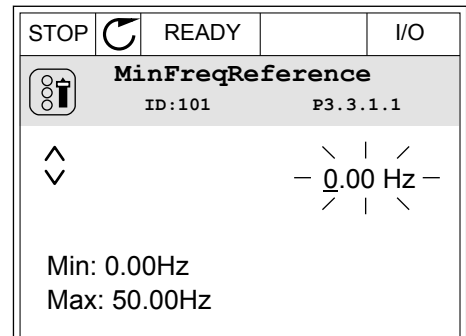 STOP READY I/O
MinFreqReference
ID:101 P3.3.1.1
0.00 Hz
Min: 0.00Hz
Max: 50.00Hz